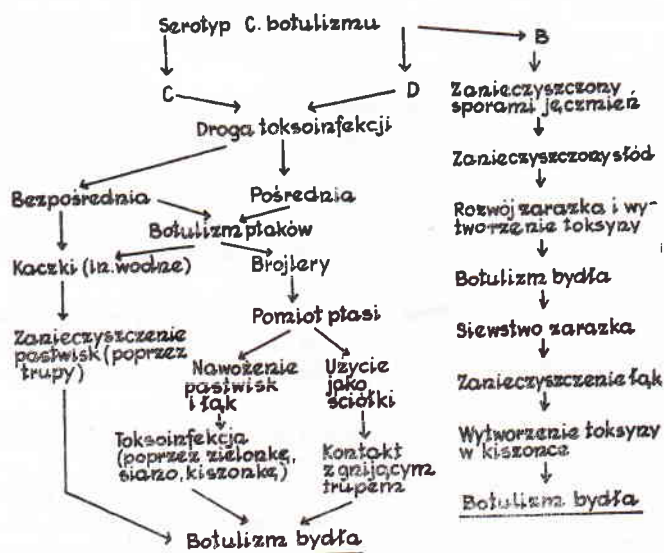 Serotyp C. botulizmu
C
D
B
Droga toksoinfekcji
Bezpośrednia
Pośrednia
Botulizm ptaków
Kaczki (in. wodne)
Brojlery
Pomiot ptasi
Zanieczyszczenie
pastwisk (poprzez
trupy)
Nawożenie
pastwisk
i łąk
Użycie
jako
ściółki
Toksoinfekcja
(poprzez zielonkę,
siano, kiszonkę)
Kontakt
z gnijącym
trupem
Botulizm bydła
Zanieczyszczony
sporami jęczmień
Zanieczyszczony słód
Rozwój zarazka i wy-
tworzenie toksyny
Botulizm bydła
Siewstwo zarazka
Zanieczyszczenie łąk
Wytworzenie toksyny
w kiszonce
Botulizm bydła